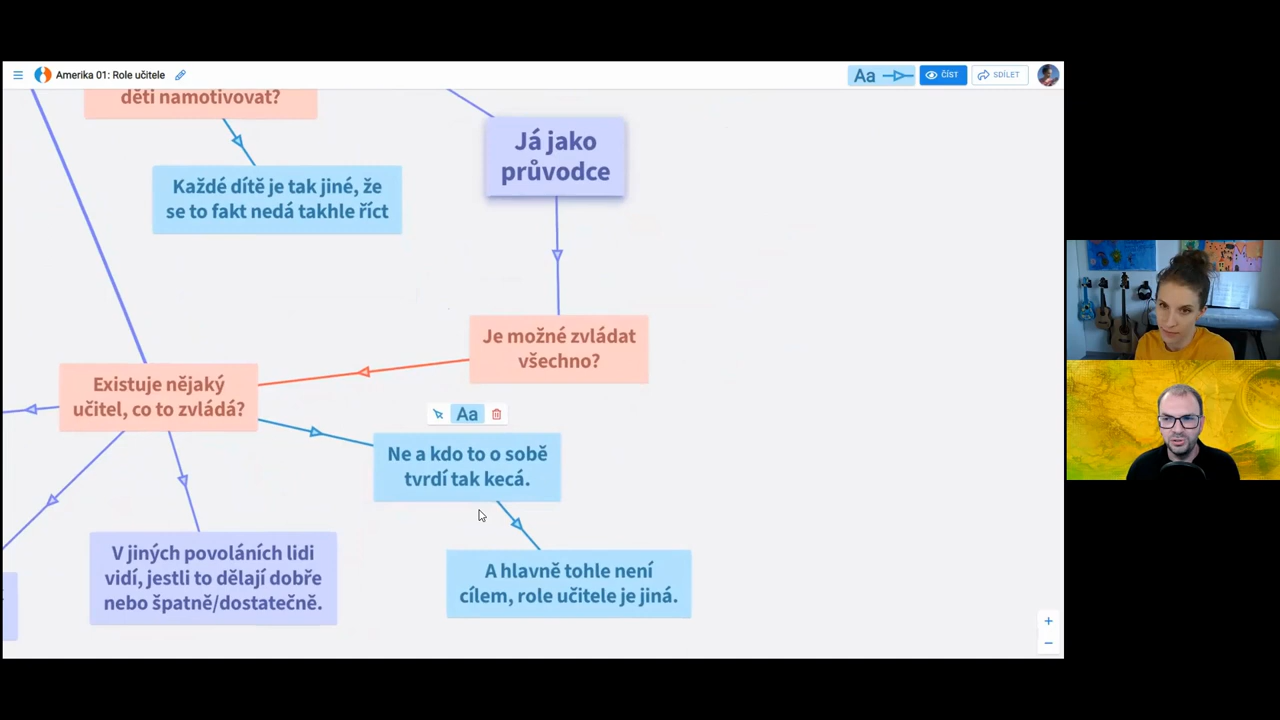 Amerika 01: Role učitele
Aa
ČÍST
SDÍLET
děti namotivovat?
Já jako
průvodce
Každé dítě je tak jiné, že
se to fakt nedá takhle říct
Je možné zvládat
všechno?
Existuje nějaký
učitel, co to zvládá?
Aa
Ne a kdo to o sobě
tvrdí tak kecá.
V jiných povoláních lidi
vidí, jestli to dělají dobře
nebo špatně/dostatečně.
A hlavně tohle není
cílem, role učitele je jiná.